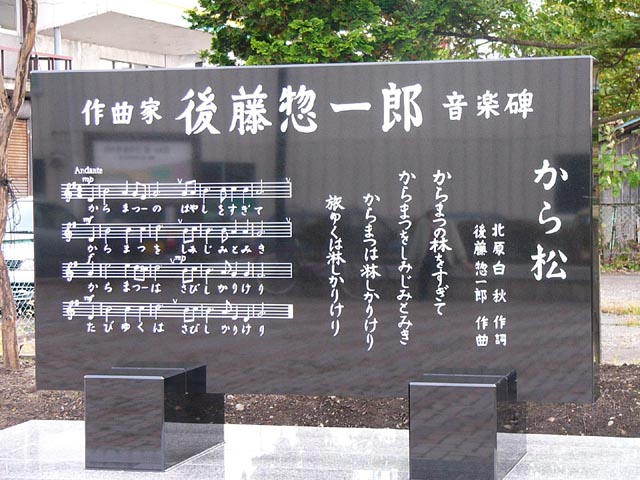 作曲家 後藤惣一郎 音楽碑
から松
北原白秋 作詞
後藤惣一郎 作曲
からまつの林をすぎて
からまつをしみじみとみき
からまつは淋しかりけり
旅ゆくは淋しかりけり
Andante
mp
から まつーの はやし をすぎて
mf
から まつを しみじ みとみき
mp
から まつーは さびし かりけり
たび ゆくは さびし かりけり